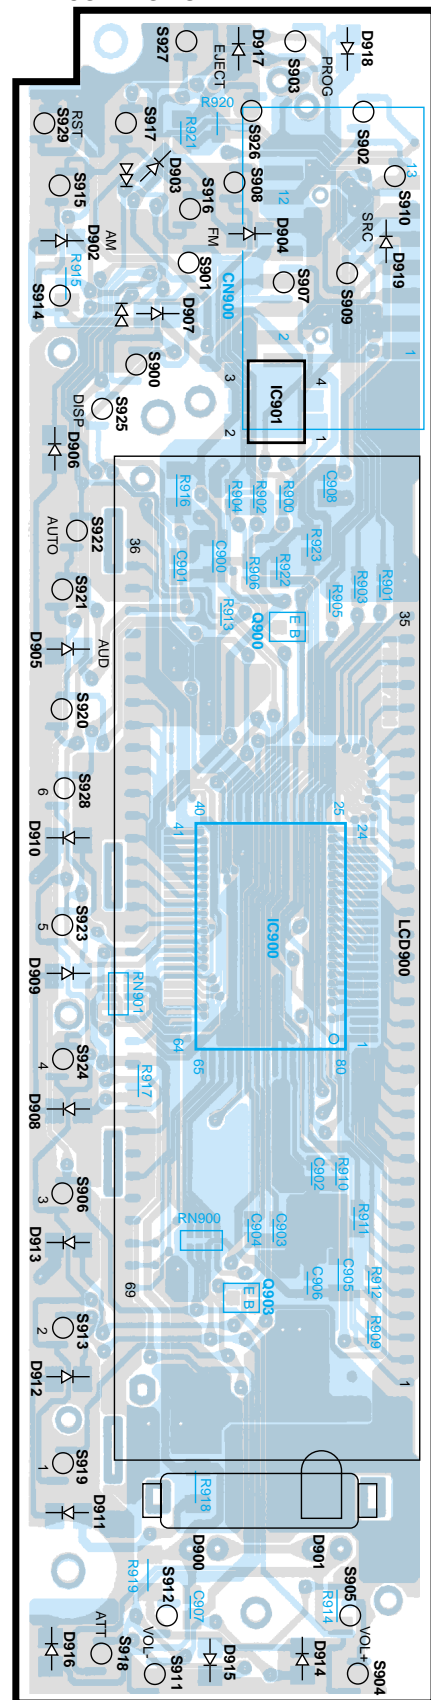 S927
EJECT
D917
S903
PROG
D918
R920
S929
RST
S917
R921
S926
S902
S915
D903
S916
S908
12
13
S910
D902
AM
FM
D904
SRC
D919
R915
S914
S901
CN900
S907
S909
D907
2
1
S900
3
4
IC901
DISP
S925
2
1
D906
R916
R904
R902
R900
C908
S922
AUTO
36
C901
C900
R906
R922
R923
R903
R901
S921
R913
Q900
E B
R905
35
D905
AUD
S920
S928
6
40
25
41
24
D910
S923
5
IC900
LCD900
D909
RN901
S924
4
64
65
80
1
D908
R917
S906
3
C902
R910
R911
RN900
C904
C903
D913
69
Q903
E B
C906
C905
R912
S913
2
R909
D912
1
S919
1
D911
R918
D900
D901
R919
S912
C907
R914
S905
ATT
D916
S918
VOL-
S911
D915
D914
VOL+
S904